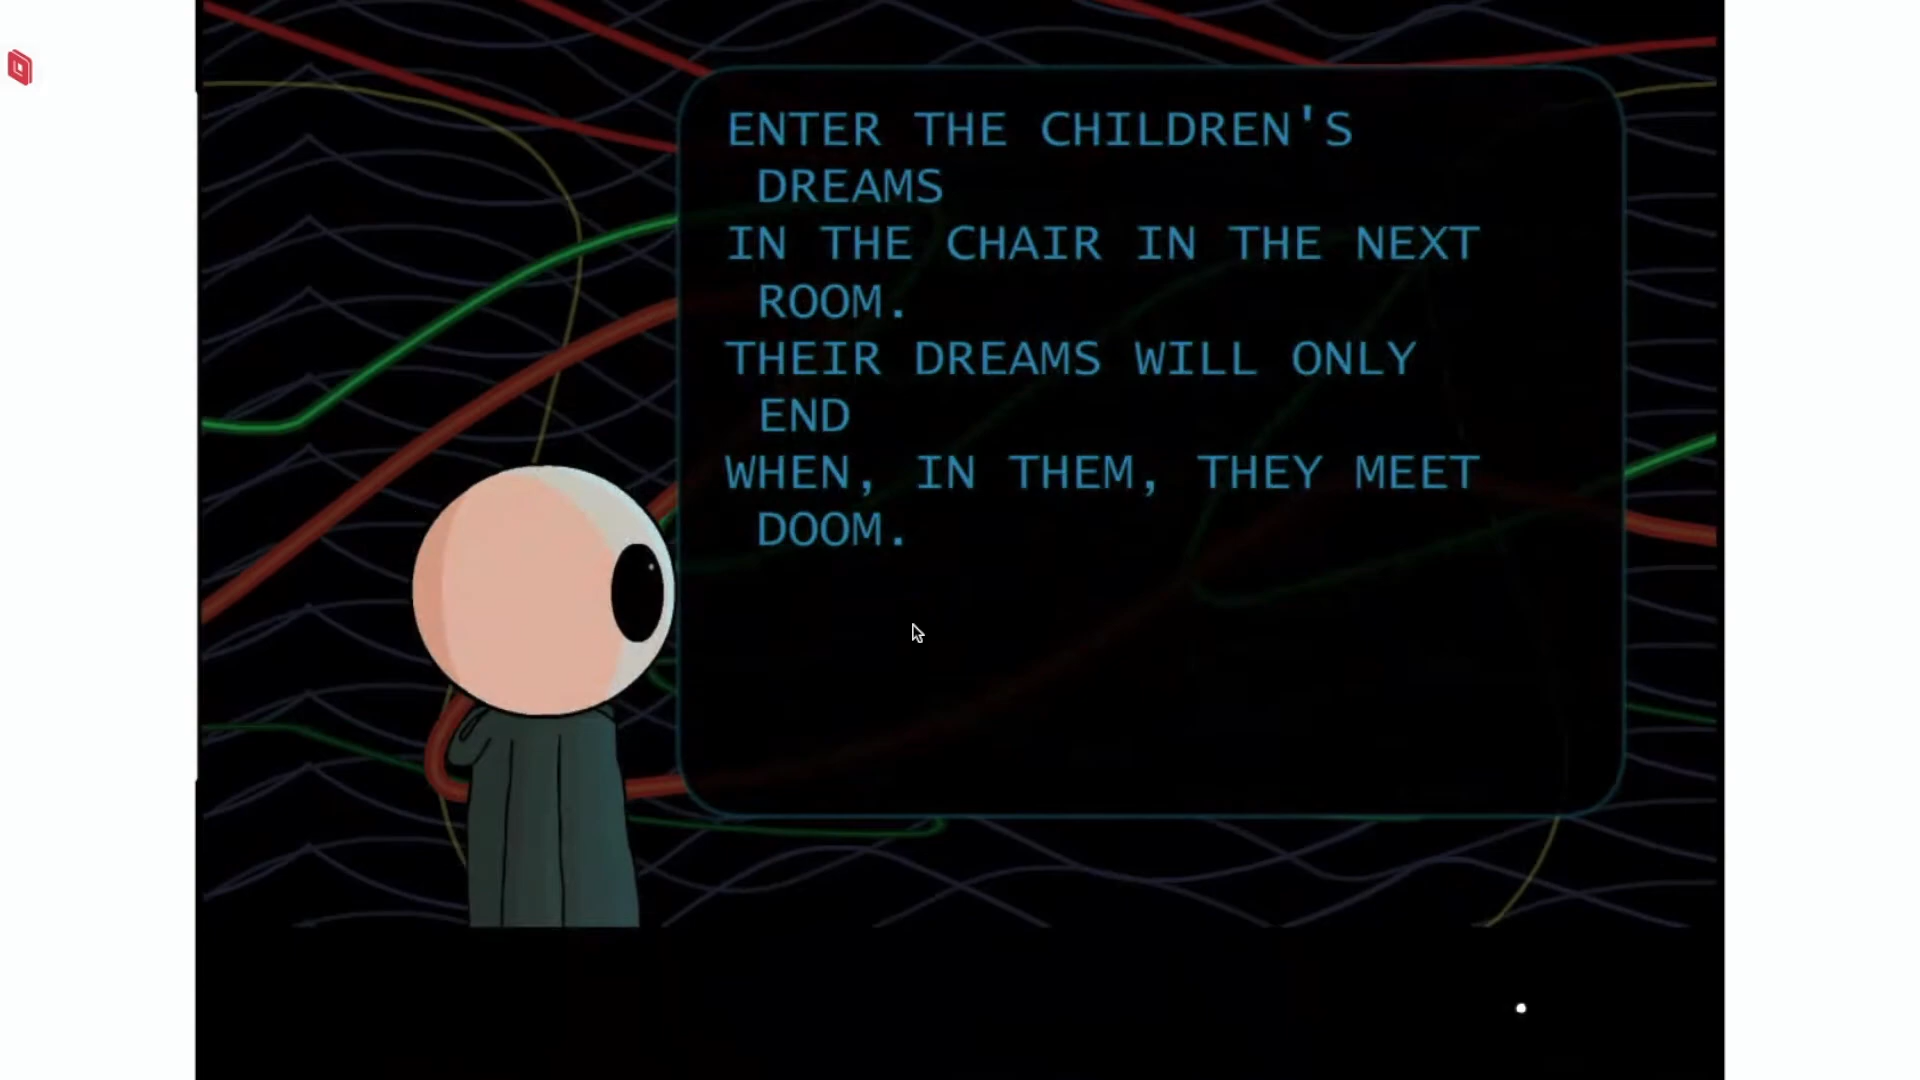 ENTER THE CHILDREN'S
DREAMS
IN THE CHAIR IN THE NEXT
ROOM.
THEIR DREAMS WILL ONLY
END
WHEN, IN THEM, THEY MEET
DOOM.